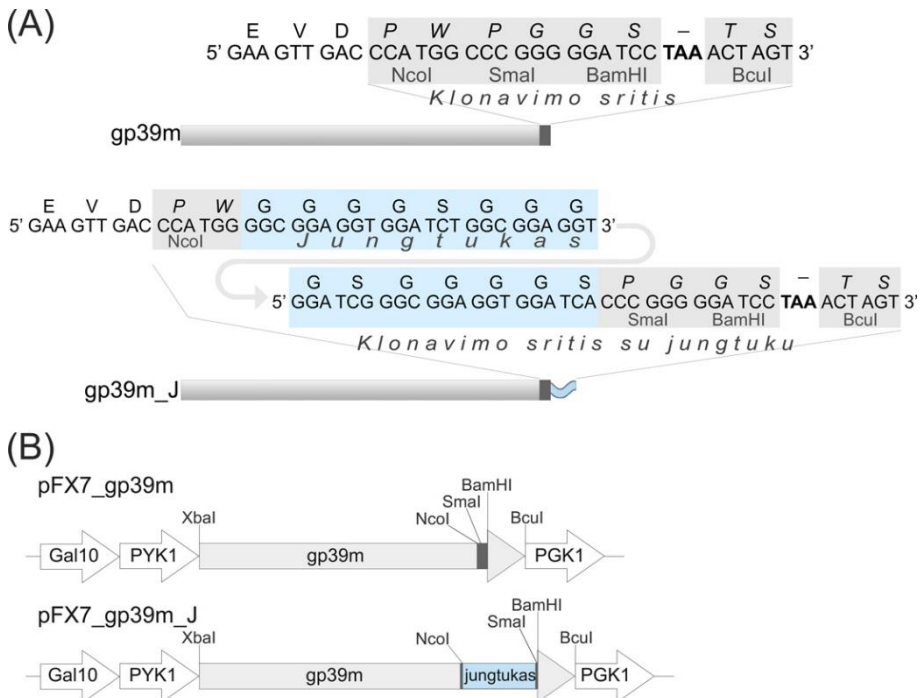 (A)
E V D P W P G G S – T S
5’ GAA GTT GAC CCA TGG CCC GGG GGA TCC TAA ACT AGT 3’
NcoI SmaI BamHI BcuI
Klonavimo sritis
gp39m
E V D P W G G G G S G G G
5’ GAA GTT GAC CCA TGG GGC GGA GGT GGA TCT GGC GGA GGT 3’
NcoI Jungtukas
G S G G G G S P G G S – T S
5’ GGA TCG GGC GGA GGT GGA TCA CCC GGG GGA TCC TAA ACT AGT 3’
SmaI BamHI BcuI
Klonavimo sritis su jungtuku
gp39m_J
(B)
pFX7_gp39m
BamHI
SmaI
XbaI NcoI BcuI
Gal10 PYK1 gp39m PGK1
pFX7_gp39m_J
BamHI
SmaI
XbaI NcoI BcuI
Gal10 PYK1 gp39m jungtukas PGK1